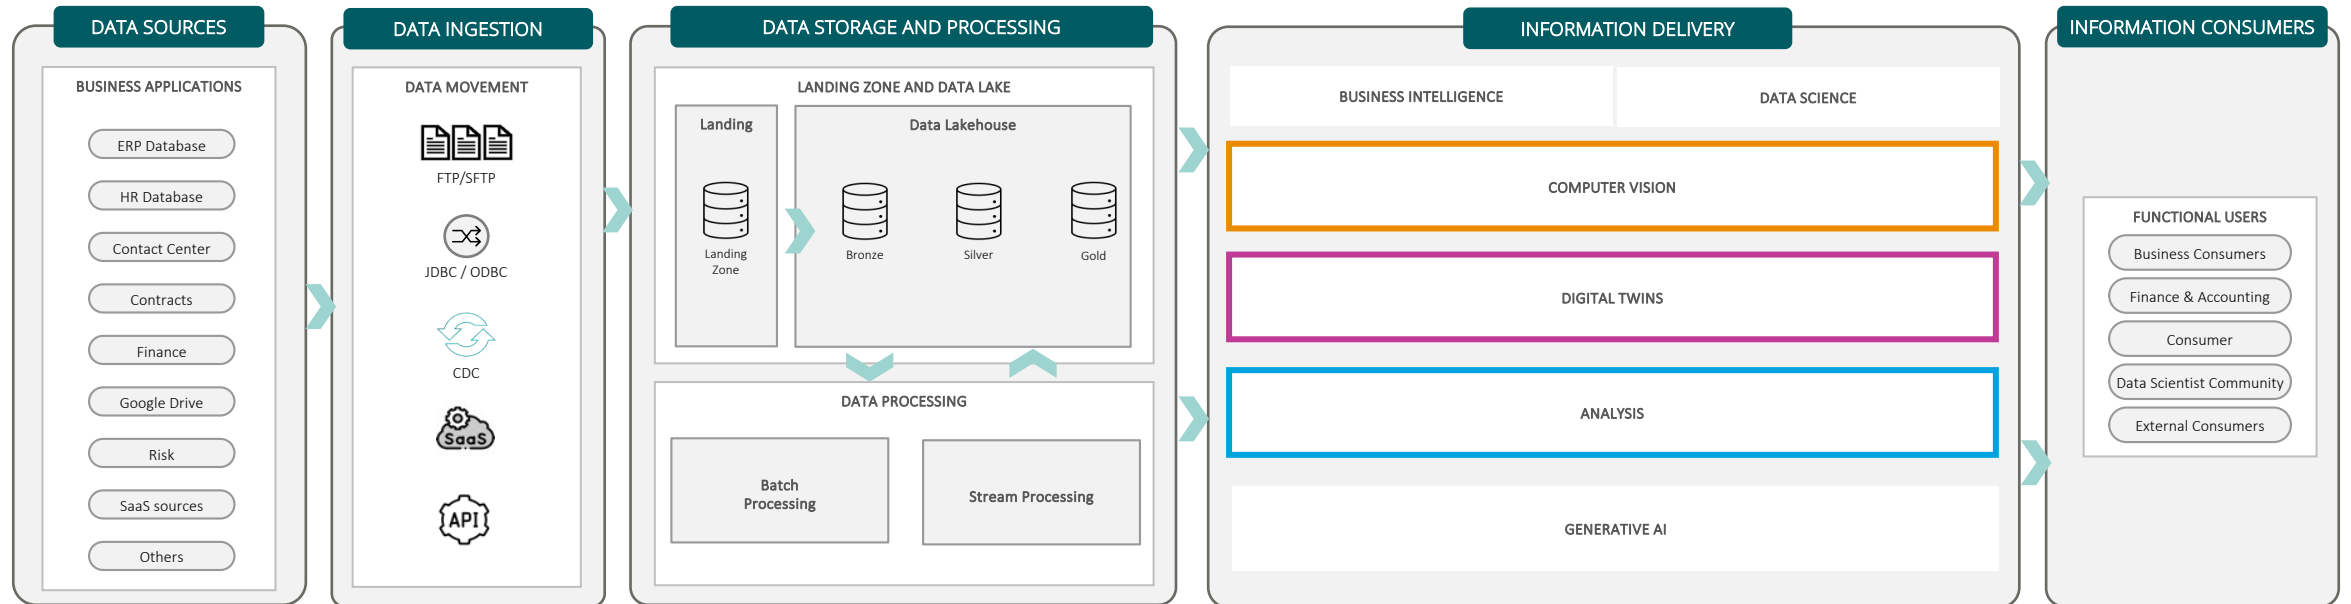 DATA SOURCES
BUSINESS APPLICATIONS
ERP Database
HR Database
Contact Center
Contracts
Finance
Google Drive
Risk
SaaS sources
Others
DATA INGESTION
DATA MOVEMENT
FTP/SFTP
JDBC / ODBC
CDC
SaaS
API
DATA STORAGE AND PROCESSING
LANDING ZONE AND DATA LAKE
Landing
Landing
Zone
Data Lakehouse
Bronze
Silver
Gold
DATA PROCESSING
Batch
Processing
Stream Processing
INFORMATION DELIVERY
BUSINESS INTELLIGENCE
DATA SCIENCE
COMPUTER VISION
DIGITAL TWINS
ANALYSIS
GENERATIVE AI
INFORMATION CONSUMERS
FUNCTIONAL USERS
Business Consumers
Finance & Accounting
Consumer
Data Scientist Community
External Consumers